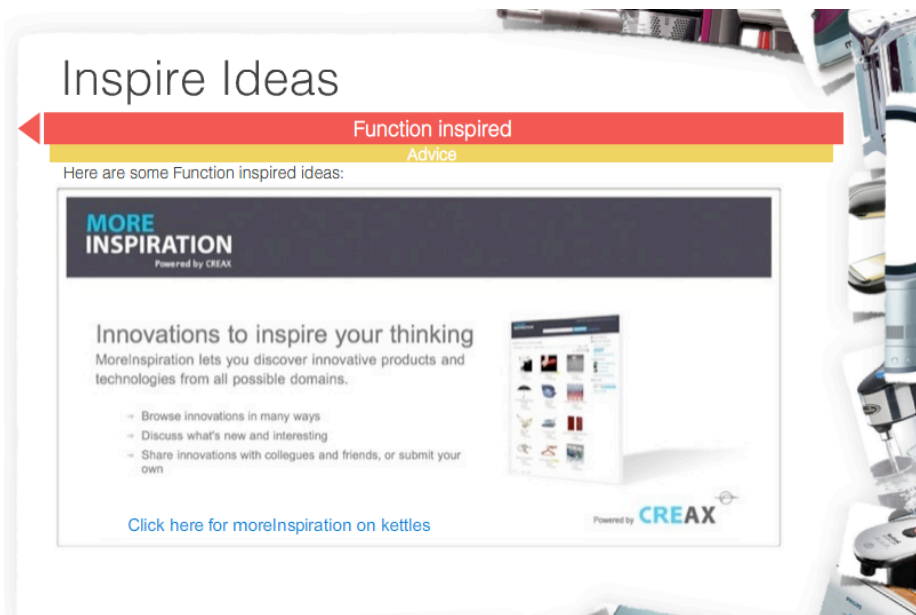 Inspire Ideas
Function inspired
Advice
Here are some Function inspired ideas:
MORE
INSPIRATION
Powered by CREAX
Innovations to inspire your thinking
MoreInspiration lets you discover innovative products and
technologies from all possible domains.
→ Browse innovations in many ways
→ Discuss what's new and interesting
→ Share innovations with collegues and friends, or submit your
own
Click here for moreInspiration on kettles
Powered by CREAX